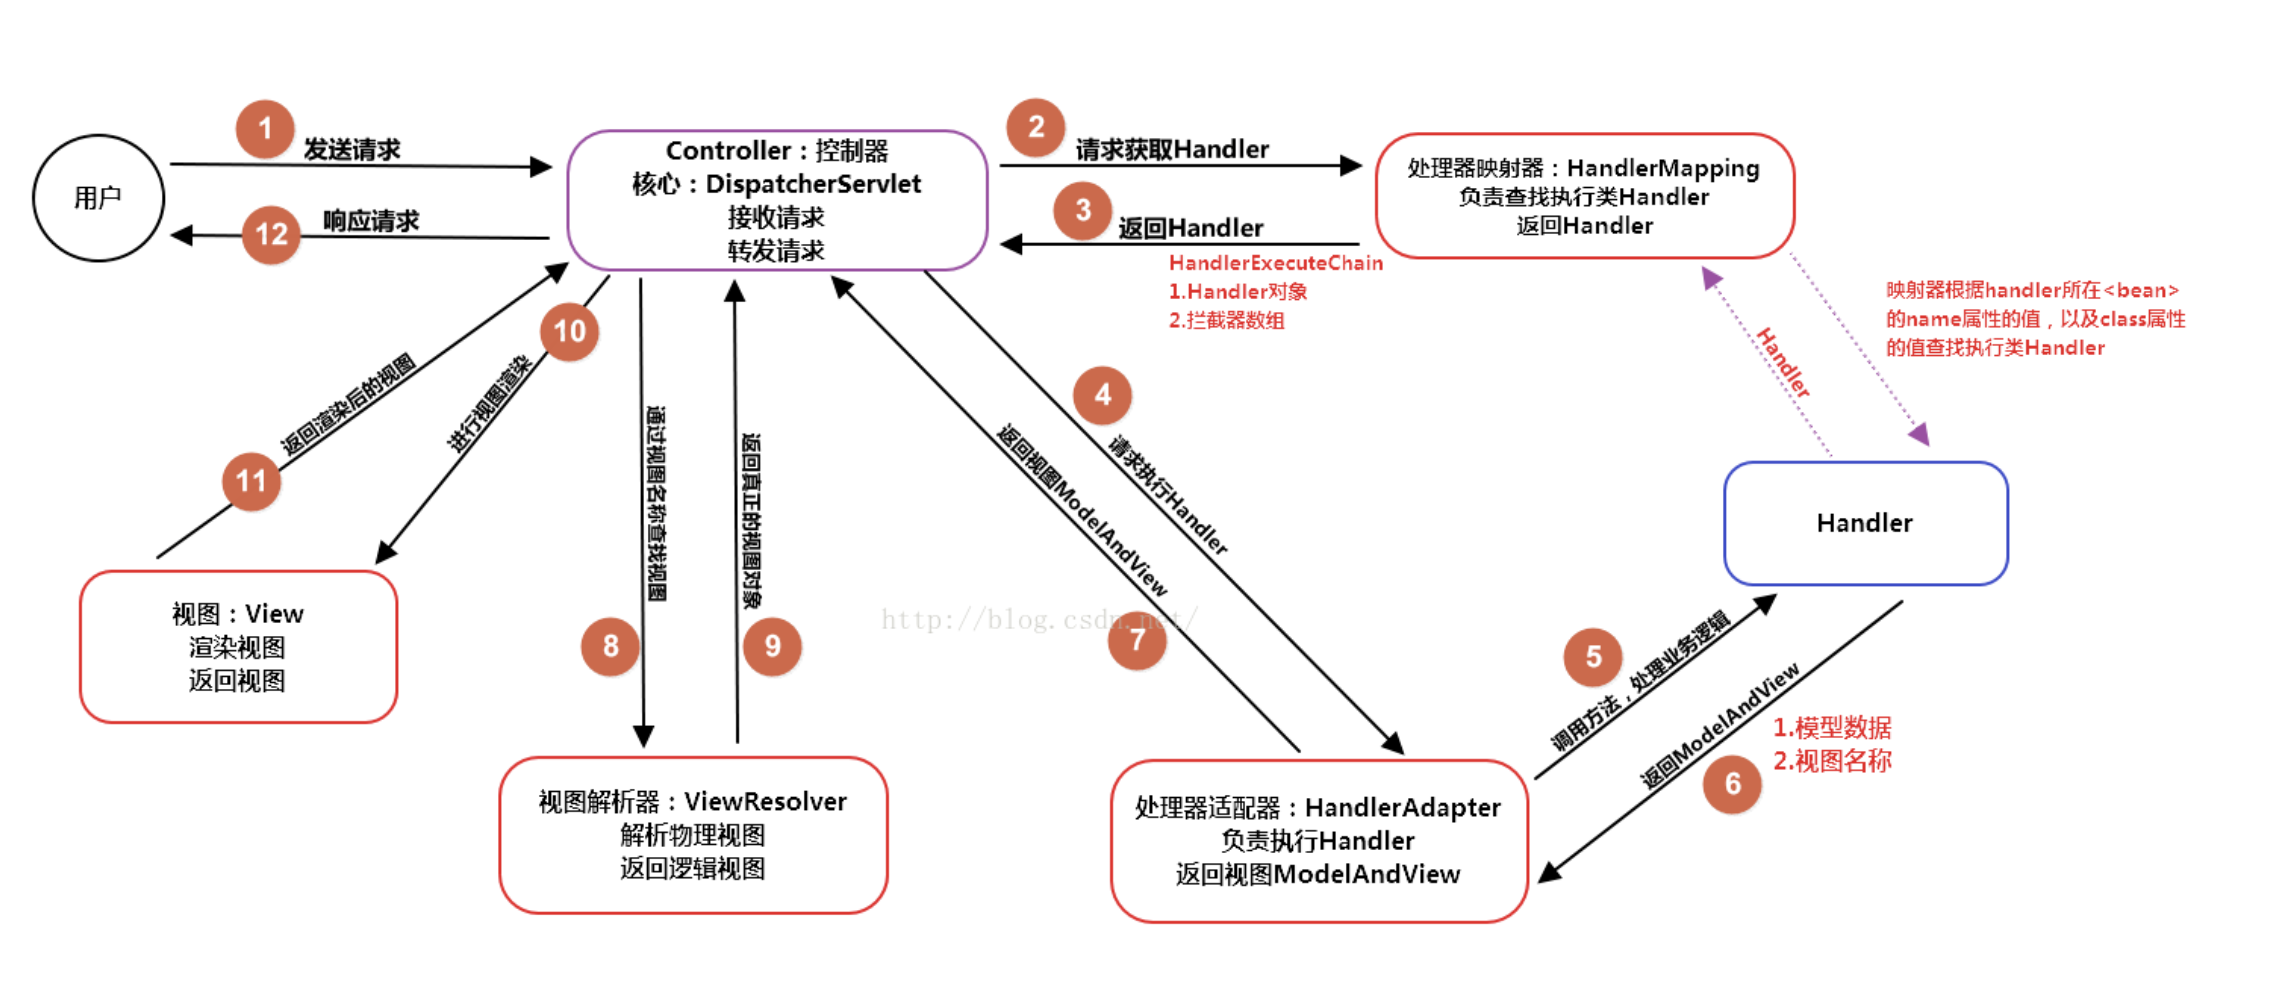 1
发送请求
用户
12
响应请求
Controller：控制器
核心：DispatcherServlet
接收请求
转发请求
2
请求获取Handler
3
返回Handler
HandlerExecuteChain
1.Handler对象
2.拦截器数组
处理器映射器：HandlerMapping
负责查找执行类Handler
返回Handler
映射器根据handler所在<bean>
的name属性的值，以及class属性
的值查找执行类Handler
Handler
Handler
4
请求执行Handler
5
调用方法，处理业务逻辑
6
返回ModelAndView
1.模型数据
2.视图名称
处理器适配器：HandlerAdapter
负责执行Handler
返回视图ModelAndView
7
返回视图ModelAndView
8
通过视图名称查找视图
9
返回真正的视图对象
视图解析器：ViewResolver
解析物理视图
返回逻辑视图
10
进行视图渲染
11
返回渲染后的视图
视图：View
渲染视图
返回视图
http://blog.csdn.net/